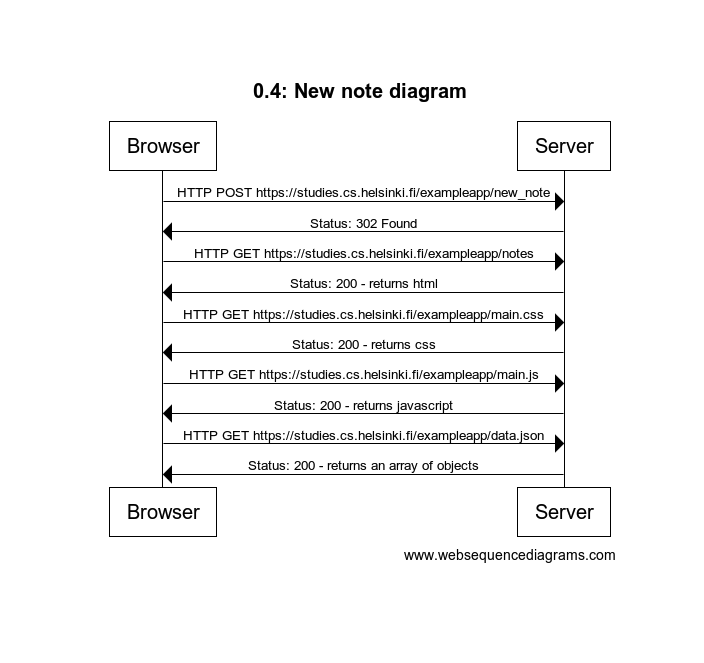 0.4: New note diagram
Browser Server
HTTP POST https://studies.cs.helsinki.fi/exampleapp/new_note
Status: 302 Found
HTTP GET https://studies.cs.helsinki.fi/exampleapp/notes
Status: 200 - returns html
HTTP GET https://studies.cs.helsinki.fi/exampleapp/main.css
Status: 200 - returns css
HTTP GET https://studies.cs.helsinki.fi/exampleapp/main.js
Status: 200 - returns javascript
HTTP GET https://studies.cs.helsinki.fi/exampleapp/data.json
Status: 200 - returns an array of objects
Browser Server
www.websequencediagrams.com